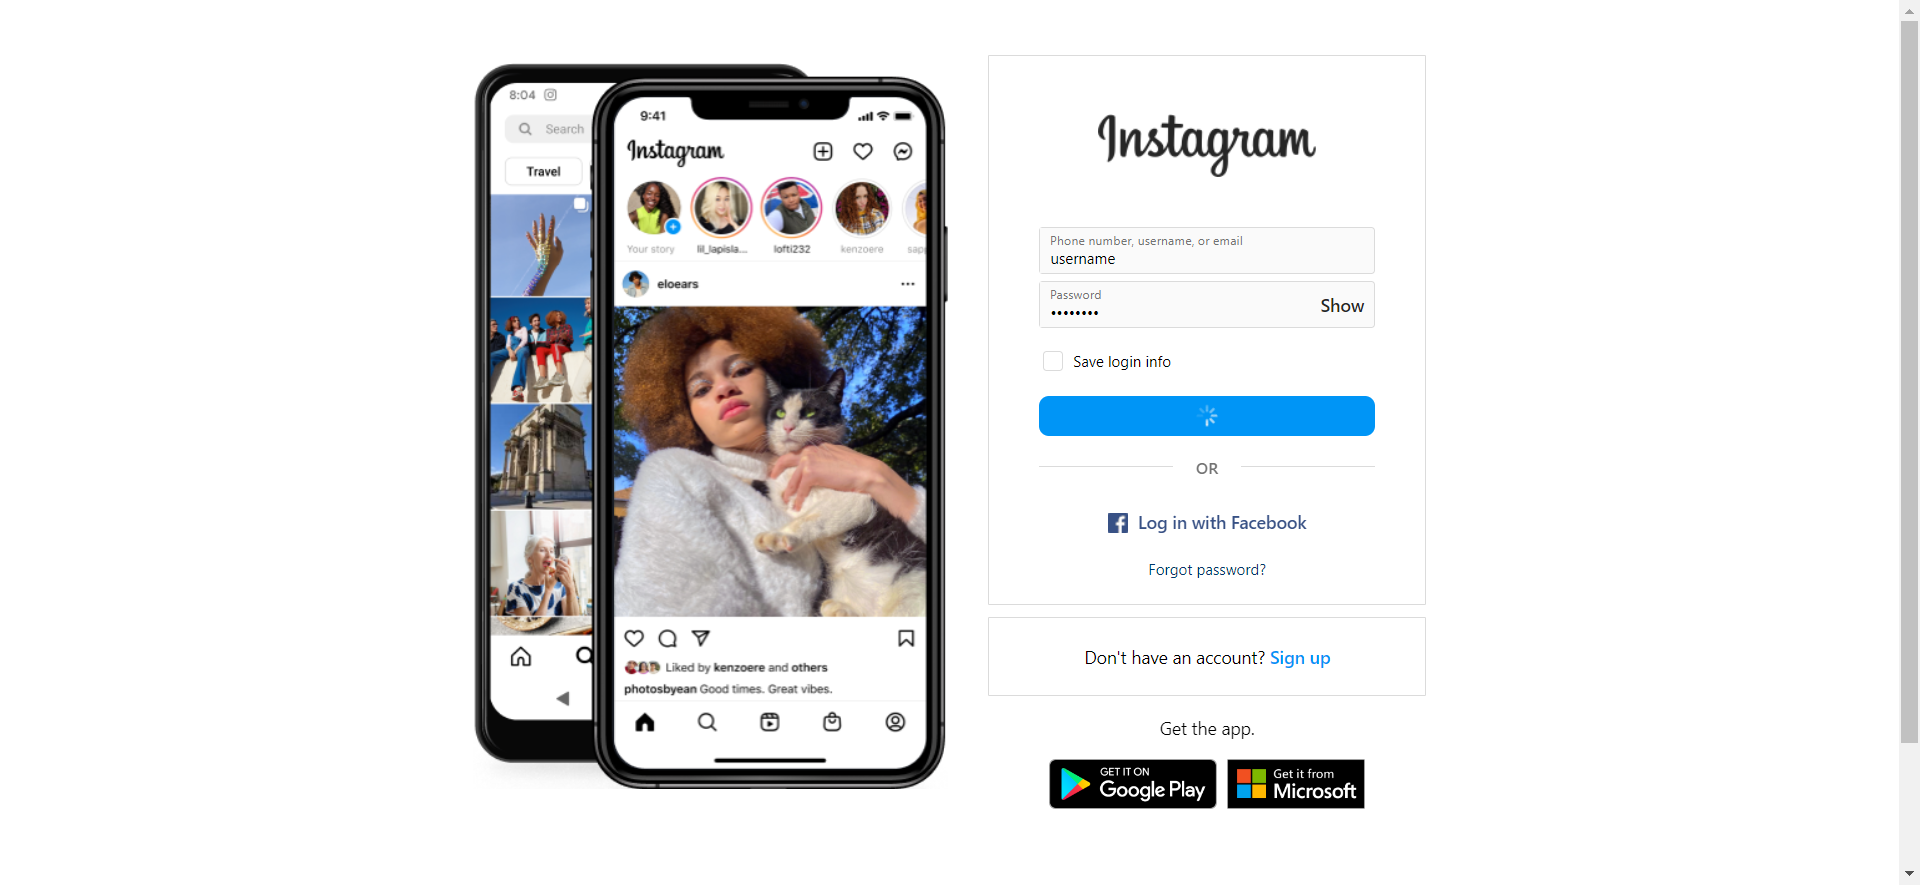 8:04
Search
Travel
9:41
Instagram
Your story
lil_lapisla...
lofti232
kenzoere
sapp
eloears
Liked by kenzoere and others
photosbyean Good times. Great vibes.
Instagram
Phone number, username, or email
username
Password
••••••••
Show
Save login info
OR
Log in with Facebook
Forgot password?
Don't have an account? Sign up
Get the app.
GET IT ON
Google Play
Get it from
Microsoft